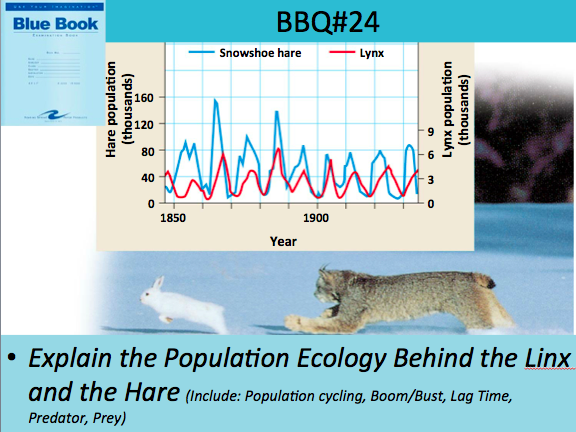 BBQ#24
Blue Book
Snowshoe hare
Lynx
Hare population
(thousands)
160
120
80
40
0
Lynx population
(thousands)
9
6
3
0
1850
1900
Year
• Explain the Population Ecology Behind the Linx
and the Hare (Include: Population cycling, Boom/Bust, Lag Time,
Predator, Prey)